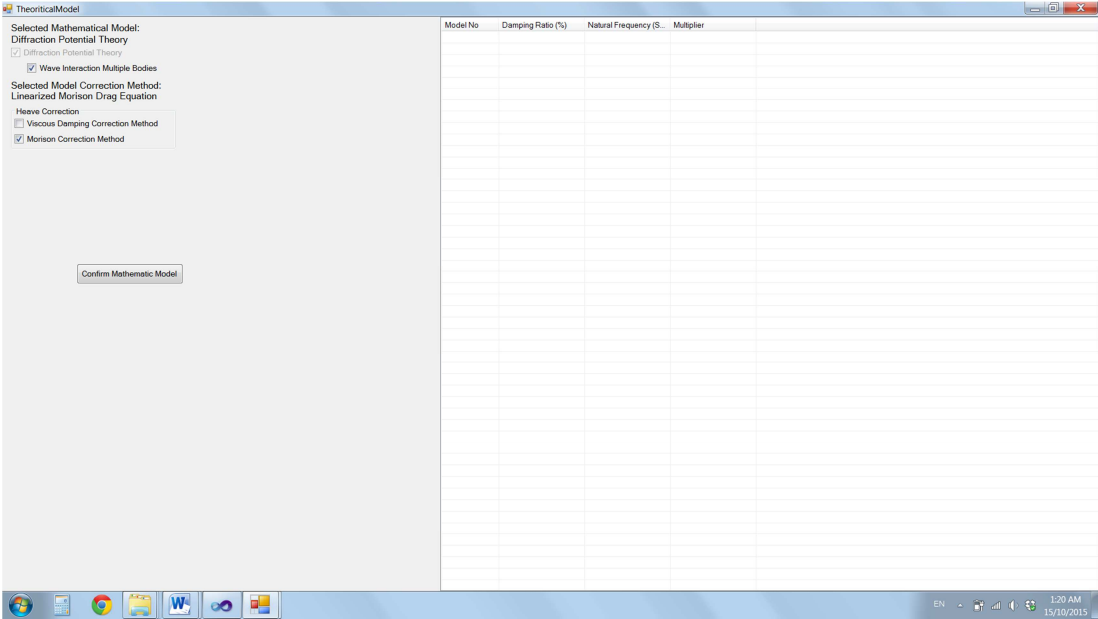 TheoriticalModel
Selected Mathematical Model:
Diffraction Potential Theory
Diffraction Potential Theory
Wave Interaction Multiple Bodies
Selected Model Correction Method:
Linearized Morison Drag Equation
Heave Correction
Viscous Damping Correction Method
Morison Correction Method
Confirm Mathematic Model
Model No Damping Ratio (%) Natural Frequency (S... Multiplier
W
EN
1:20 AM
15/10/2015